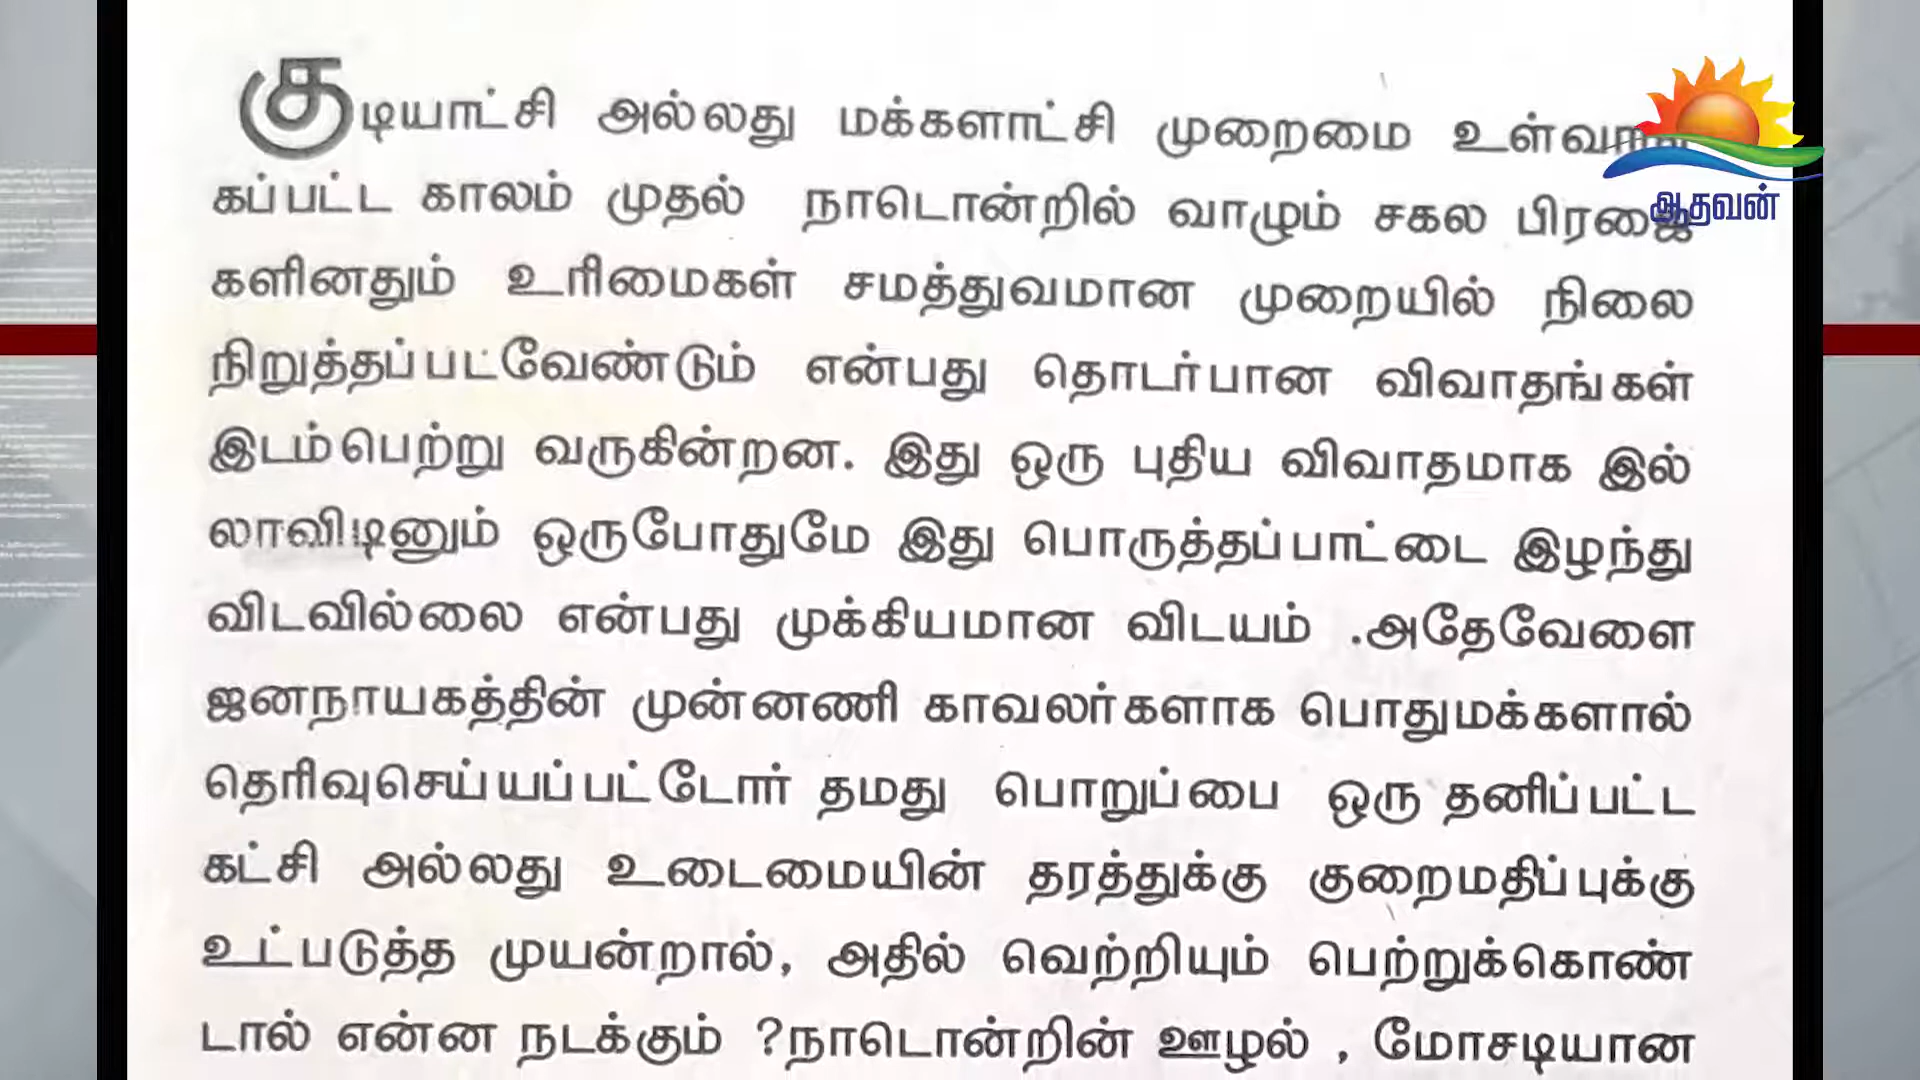 குடியாட்சி அல்லது மக்களாட்சி முறைமை
கப்பட்ட காலம் முதல் நாடொன்றில் வாழும் சகல பிரஜை
களினதும் உரிமைகள் சமத்துவமான முறையில் நிலை
நிறுத்தப்பட்வேண்டும் என்பது தொடர்பான விவாதங்கள்
இடம்பெற்று வருகின்றன. இது ஒரு புதிய விவாதமாக இல்
லாவிடினும் ஒருபோதுமே இது பொருத்தப்பாட்டை இழந்து
விடவில்லை என்பது முக்கியமான விடயம் .அதேவேளை
ஜனநாயகத்தின் முன்னணி காவலர்களாக பொதுமக்களால்
தெரிவுசெய்யப்பட்டோர் தமது பொறுப்பை ஒரு தனிப்பட்ட
கட்சி அல்லது உடைமையின் தரத்துக்கு குறைமதிப்புக்கு
உட்படுத்த முயன்றால், அதில் வெற்றியும் பெற்றுக்கொண்
டால் என்ன நடக்கும் ?நாடொன்றின் ஊழல் , மோசடியான
ஆதவன்